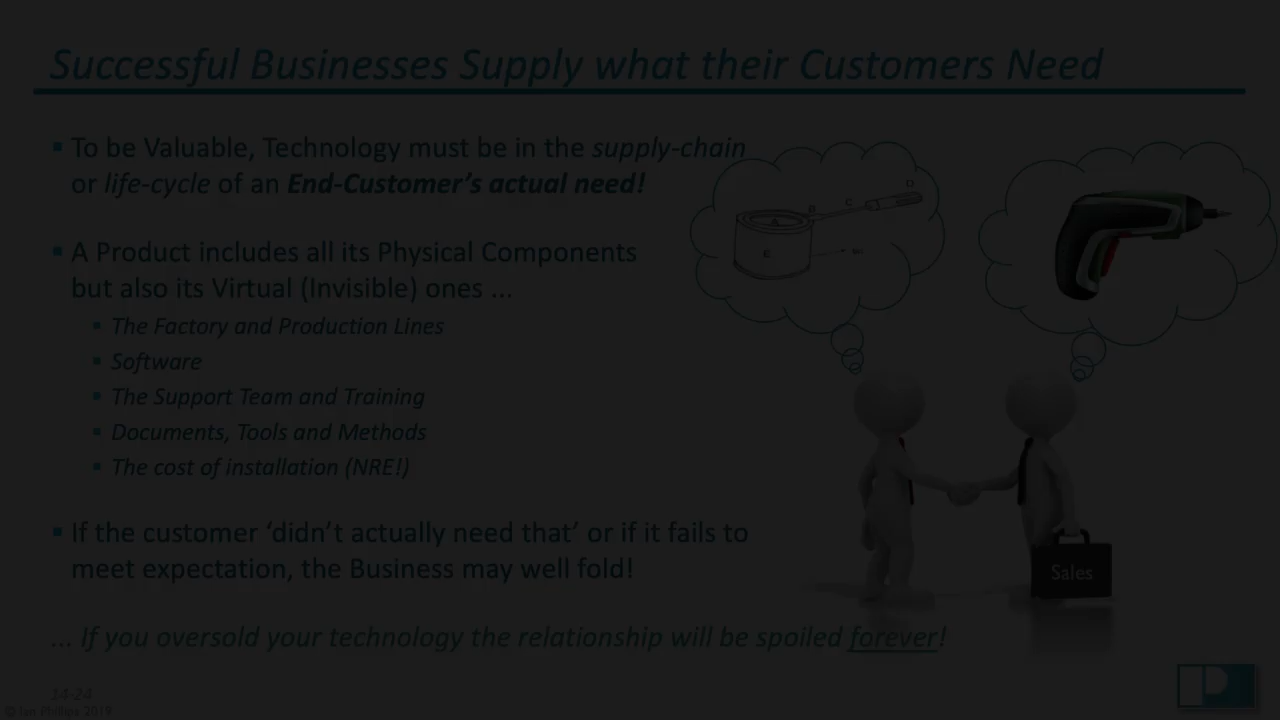 Successful Businesses Supply what their Customers Need
▪ To be Valuable, Technology must be in the supply-chain
or life-cycle of an End-Customer's actual need!
▪ A Product includes all its Physical Components
but also its Virtual (Invisible) ones ...
▪ The Factory and Production Lines
▪ Software
▪ The Support Team and Training
▪ Documents, Tools and Methods
▪ The cost of installation (NRE!)
▪ If the customer ‘didn’t actually need that’ or if it fails to
meet expectation, the Business may well fold!
... If you oversold your technology the relationship will be spoiled forever!
A
B
C
D
E
Sales
14-24
© Ian Phillips 2019